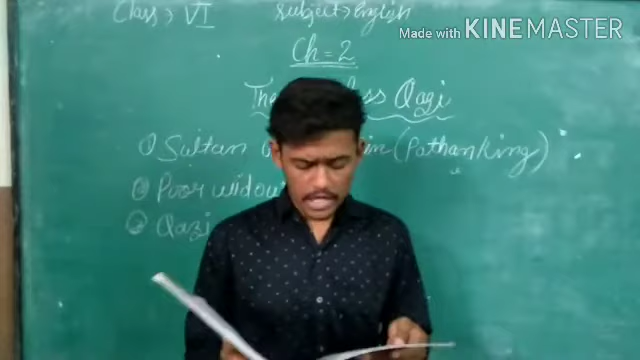 Class → VI Subject → English
Made with KINEMASTER
Ch = 2
The Qazi
① Sultan (Pathan King)
② Poor widow
③ Qazi